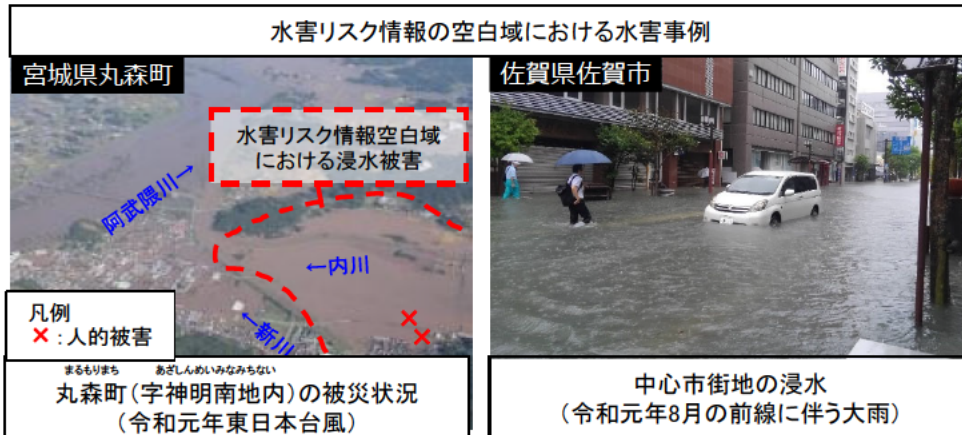 水害リスク情報の空白域における水害事例
宮城県丸森町
水害リスク情報空白域
における浸水被害
阿武隈川→
←内川
←新川
凡例
×:人的被害
まるもりまち あざしんめいみなみちない
丸森町(字神明南地内)の被災状況
(令和元年東日本台風)
佐賀県佐賀市
中心市街地の浸水
(令和元年8月の前線に伴う大雨)